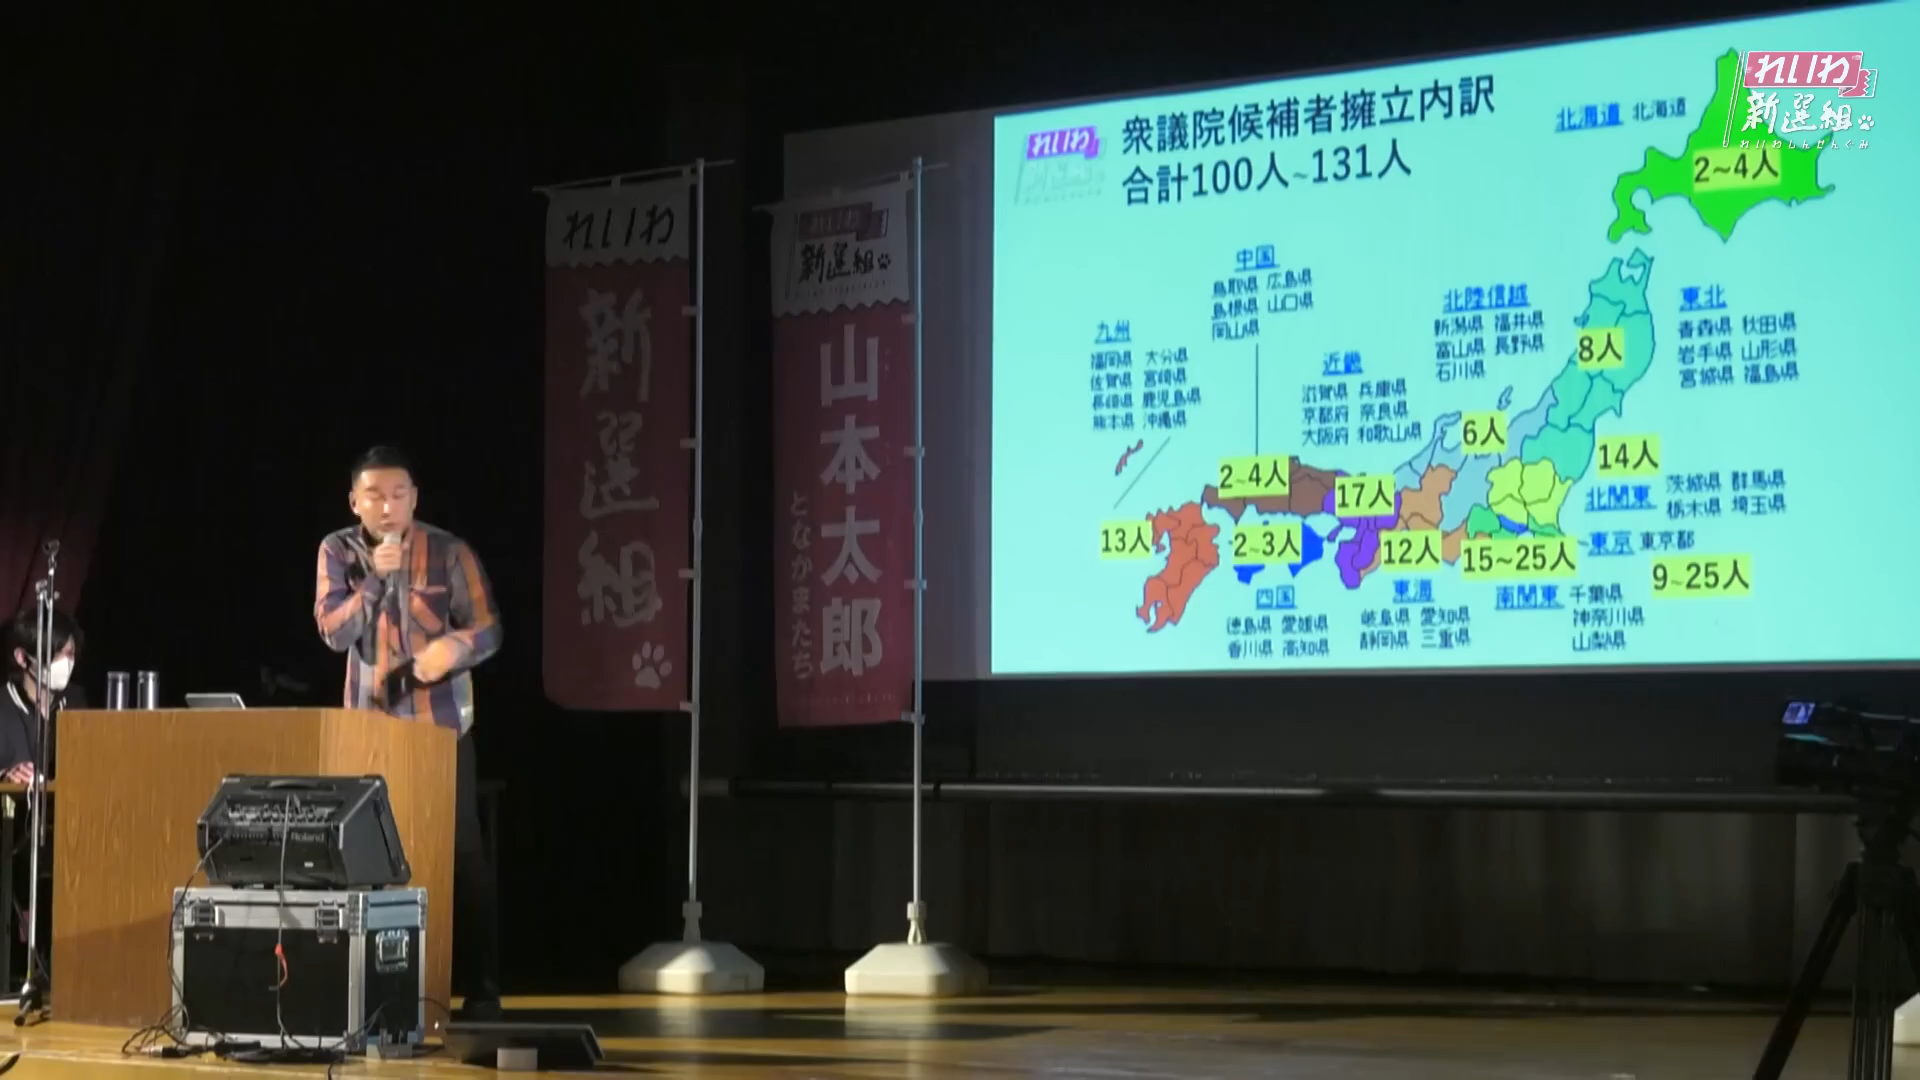 れいわ
新選組
れいわしんせんぐみ
れいわ
新選組
れいわ
新選組
山本太郎
となかまたち
れいわ
衆議院候補者擁立内訳
合計100人~131人
北海道 北海道
2~4人
中国
鳥取県 広島県
島根県 山口県
岡山県
北陸信越
新潟県 福井県
富山県 長野県
石川県
東北
青森県 秋田県
岩手県 山形県
宮城県 福島県
8人
九州
福岡県 大分県
佐賀県 宮崎県
長崎県 鹿児島県
熊本県 沖縄県
近畿
滋賀県 兵庫県
京都府 奈良県
大阪府 和歌山県
6人
14人
北関東
茨城県 群馬県
栃木県 埼玉県
2~4人
17人
13人
2~3人
12人
15~25人
東京 東京都
9~25人
四国
徳島県 愛媛県
香川県 高知県
東海
岐阜県 愛知県
静岡県 三重県
南関東 千葉県
神奈川県
山梨県
Roland